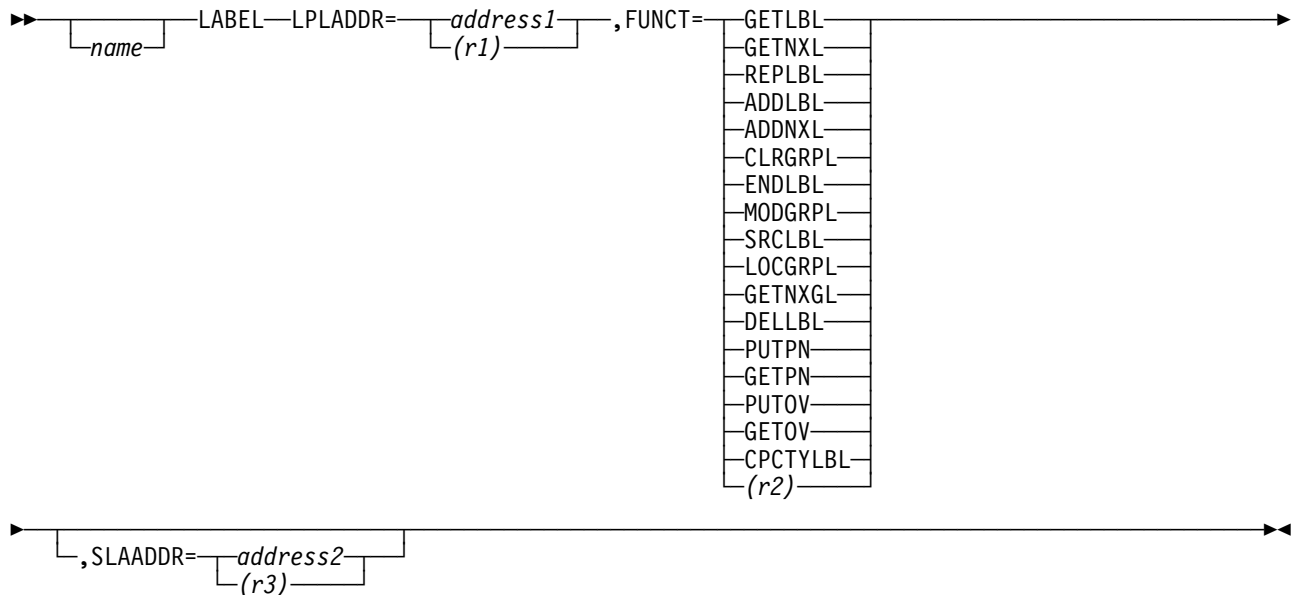 LABEL LPLADDR= address1 ,FUNCT= GETLBL
name (r1) GETNXL
REPLBL
ADDLBL
ADDNXL
CLRGRPL
ENDLBL
MODGRPL
SRCLBL
LOCGRPL
GETNXGL
DELLBL
PUTPN
GETPN
PUTOV
GETOV
CPCTYLBL
(r2)
,SLAADDR= address2
(r3)